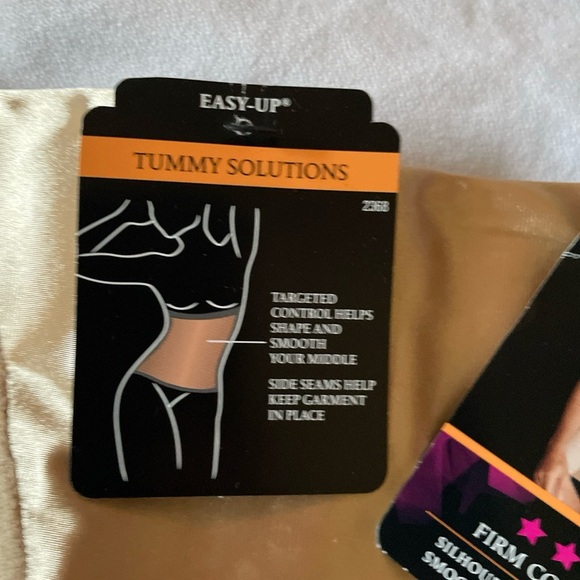 EASY-UP®
TUMMY SOLUTIONS
2368
TARGETED
CONTROL HELPS
SHAPE AND
SMOOTH
YOUR MIDDLE
SIDE SEAMS HELP
KEEP GARMENT
IN PLACE
FIRM